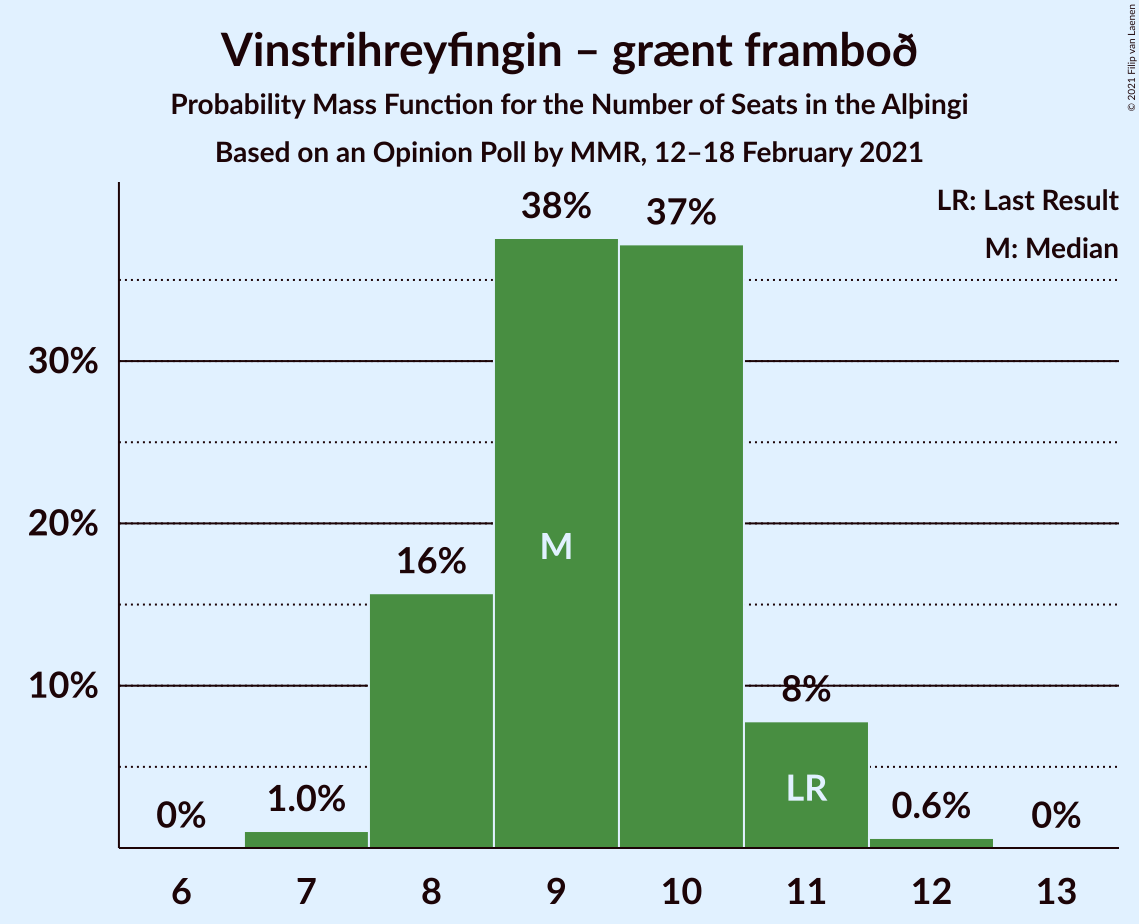 Vinstrihreyfingin – grænt framboð
Probability Mass Function for the Number of Seats in the Alþingi
Based on an Opinion Poll by MMR, 12–18 February 2021
© 2021 Filip van Laenen
LR: Last Result
M: Median
38%
37%
30%
20%
M
16%
10%
8%
LR
0%
1.0%
0.6%
0%
6 7 8 9 10 11 12 13